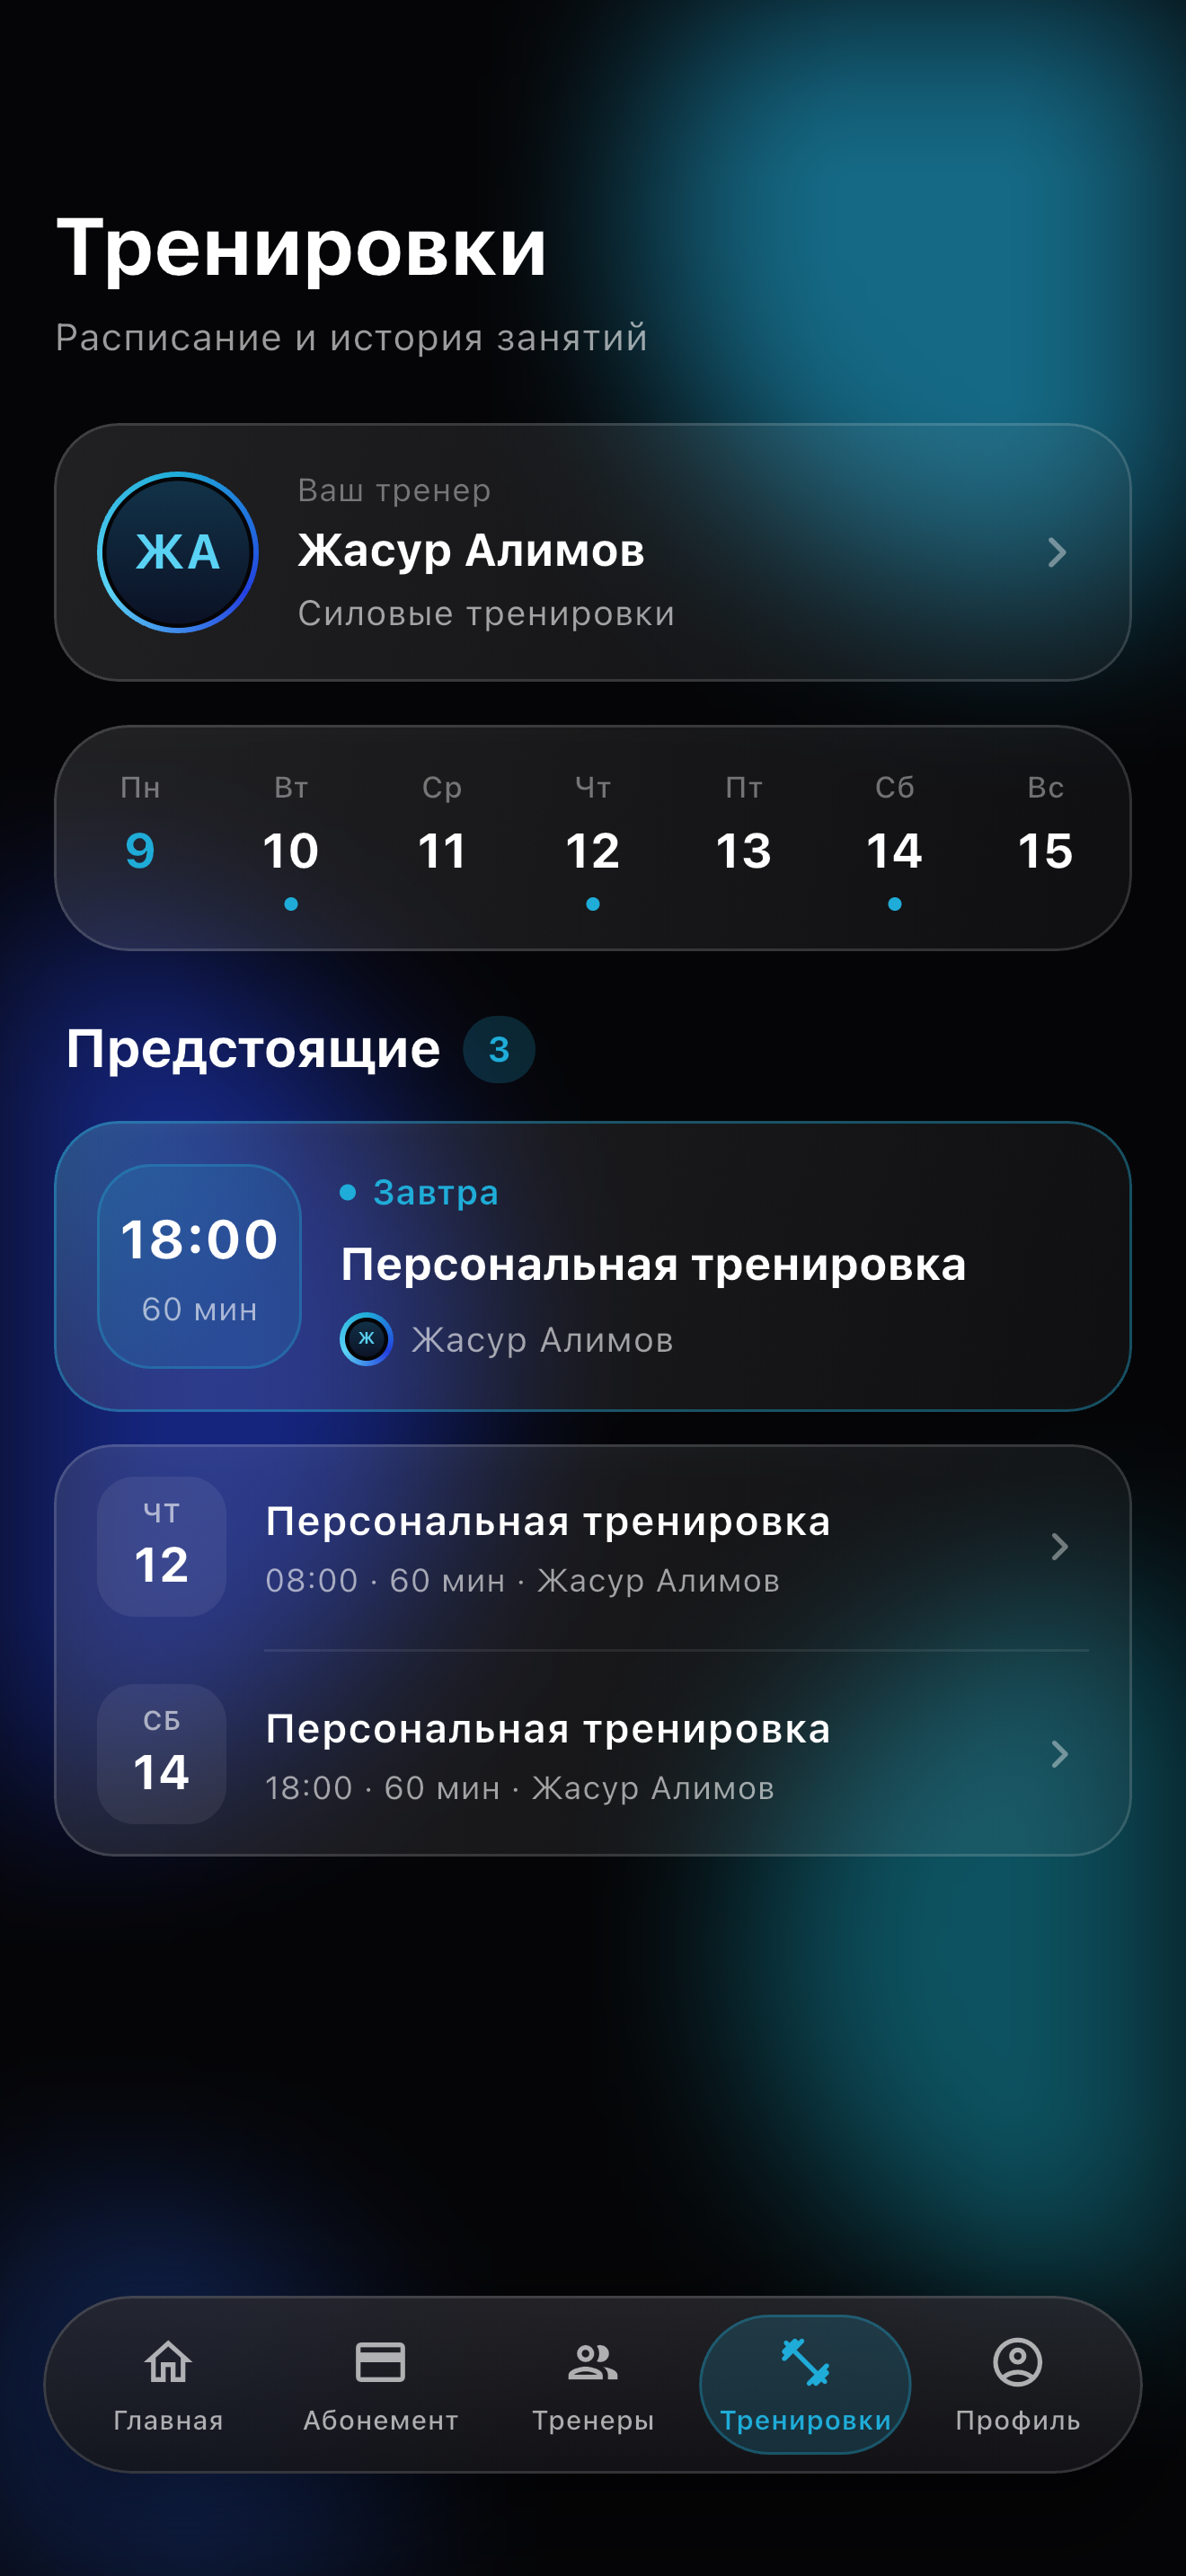 Тренировки
Расписание и история занятий
ЖА
Ваш тренер
Жасур Алимов
Силовые тренировки
Пн Вт Ср Чт Пт Сб Вс
9 10 11 12 13 14 15
Предстоящие 3
18:00
60 мин
Завтра
Персональная тренировка
Ж Жасур Алимов
ЧТ
12
Персональная тренировка
08:00 · 60 мин · Жасур Алимов
СБ
14
Персональная тренировка
18:00 · 60 мин · Жасур Алимов
Главная Абонемент Тренеры Тренировки Профиль